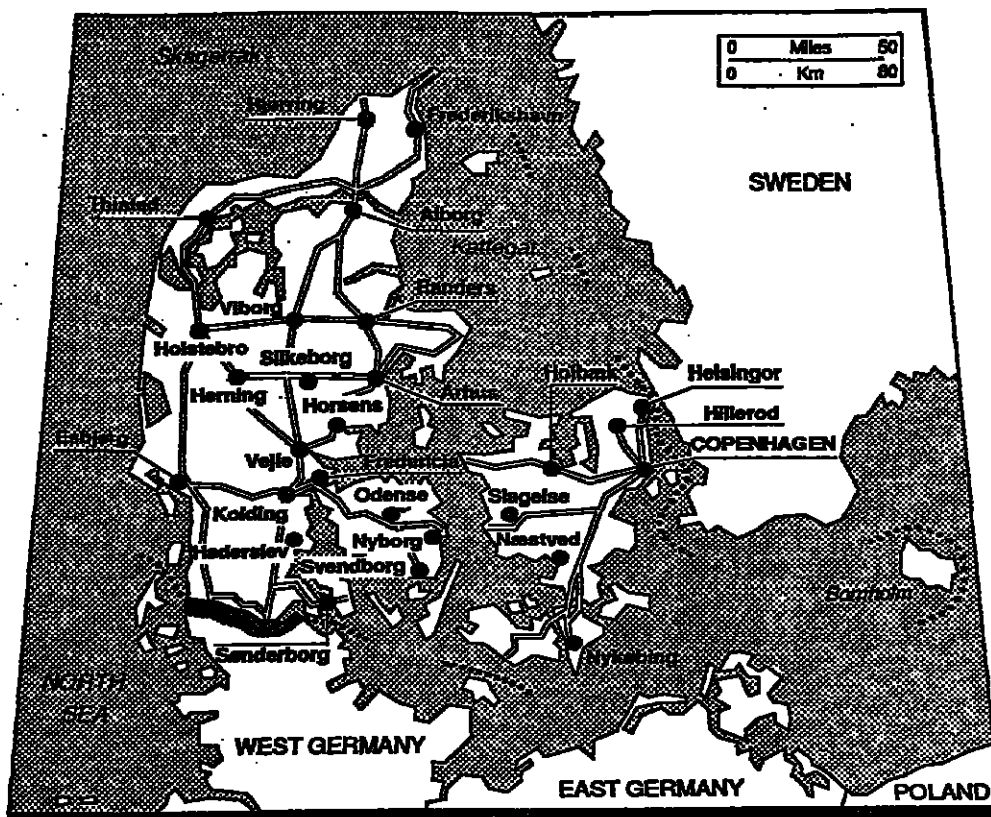 Skagerrak
0 Miles 50
0 Km 80
Hjørring
Frederikshavn
SWEDEN
Thisted
Alborg
Kattegat
Randers
Viborg
Holstebro
Silkeborg
Holbæk
Helsingor
Herning
Horsens
Arhus
Hillerod
Esbjerg
COPENHAGEN
Vejle
Fredericia
Odense
Slagelse
Kolding
Haderslev
Nyborg
Næstved
Svendborg
Bornholm
Sønderborg
Nykøbing
NORTH
SEA
WEST GERMANY
EAST GERMANY
POLAND